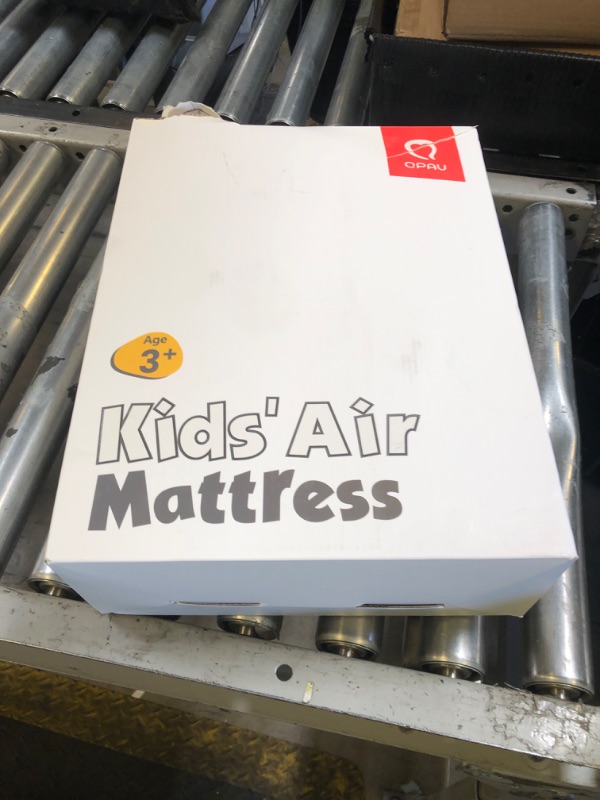 QPAU
Age
3+
Kids' Air
Mattress